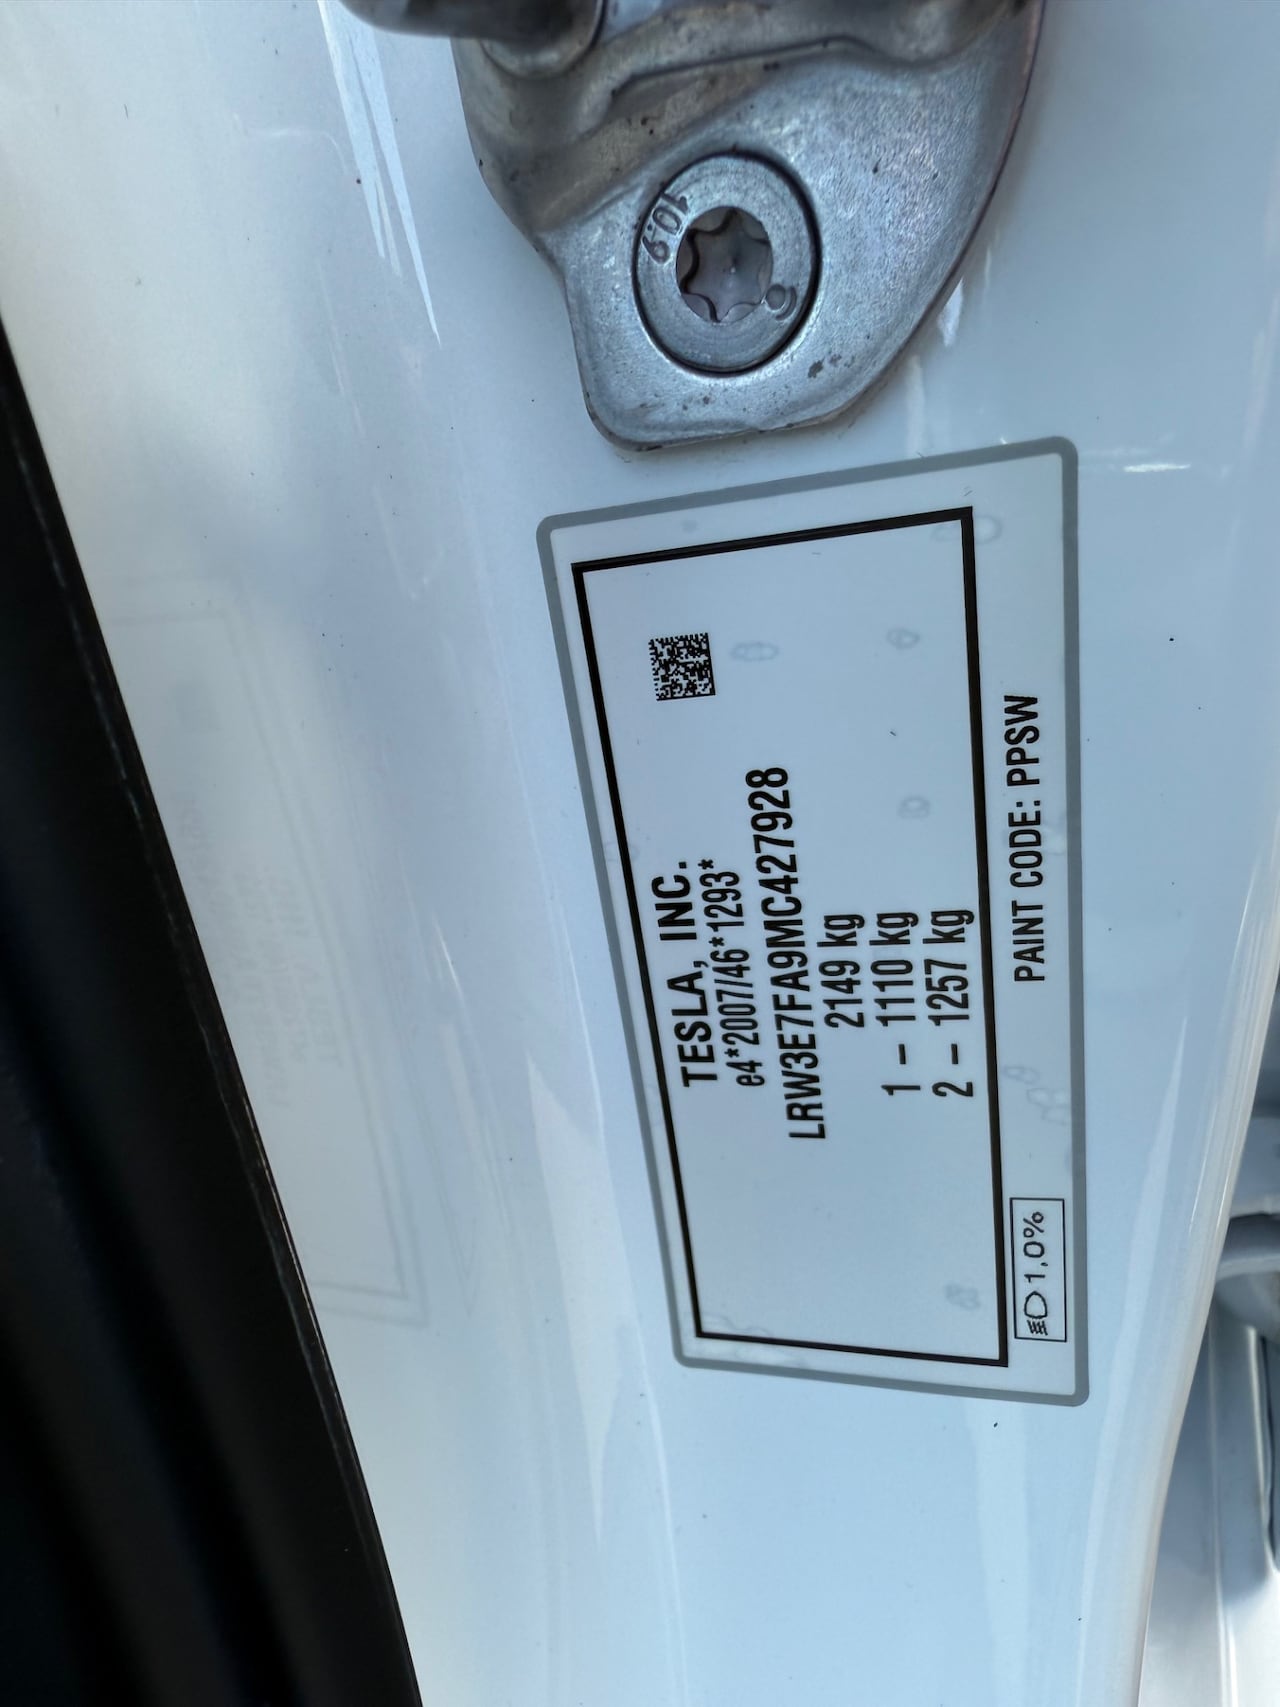 10.9
TESLA, INC.
e4*2007/46*1293*
LRW3E7FA9MC427928
2149 kg
1 - 1110 kg
2 - 1257 kg
PAINT CODE: PPSW
1.0%